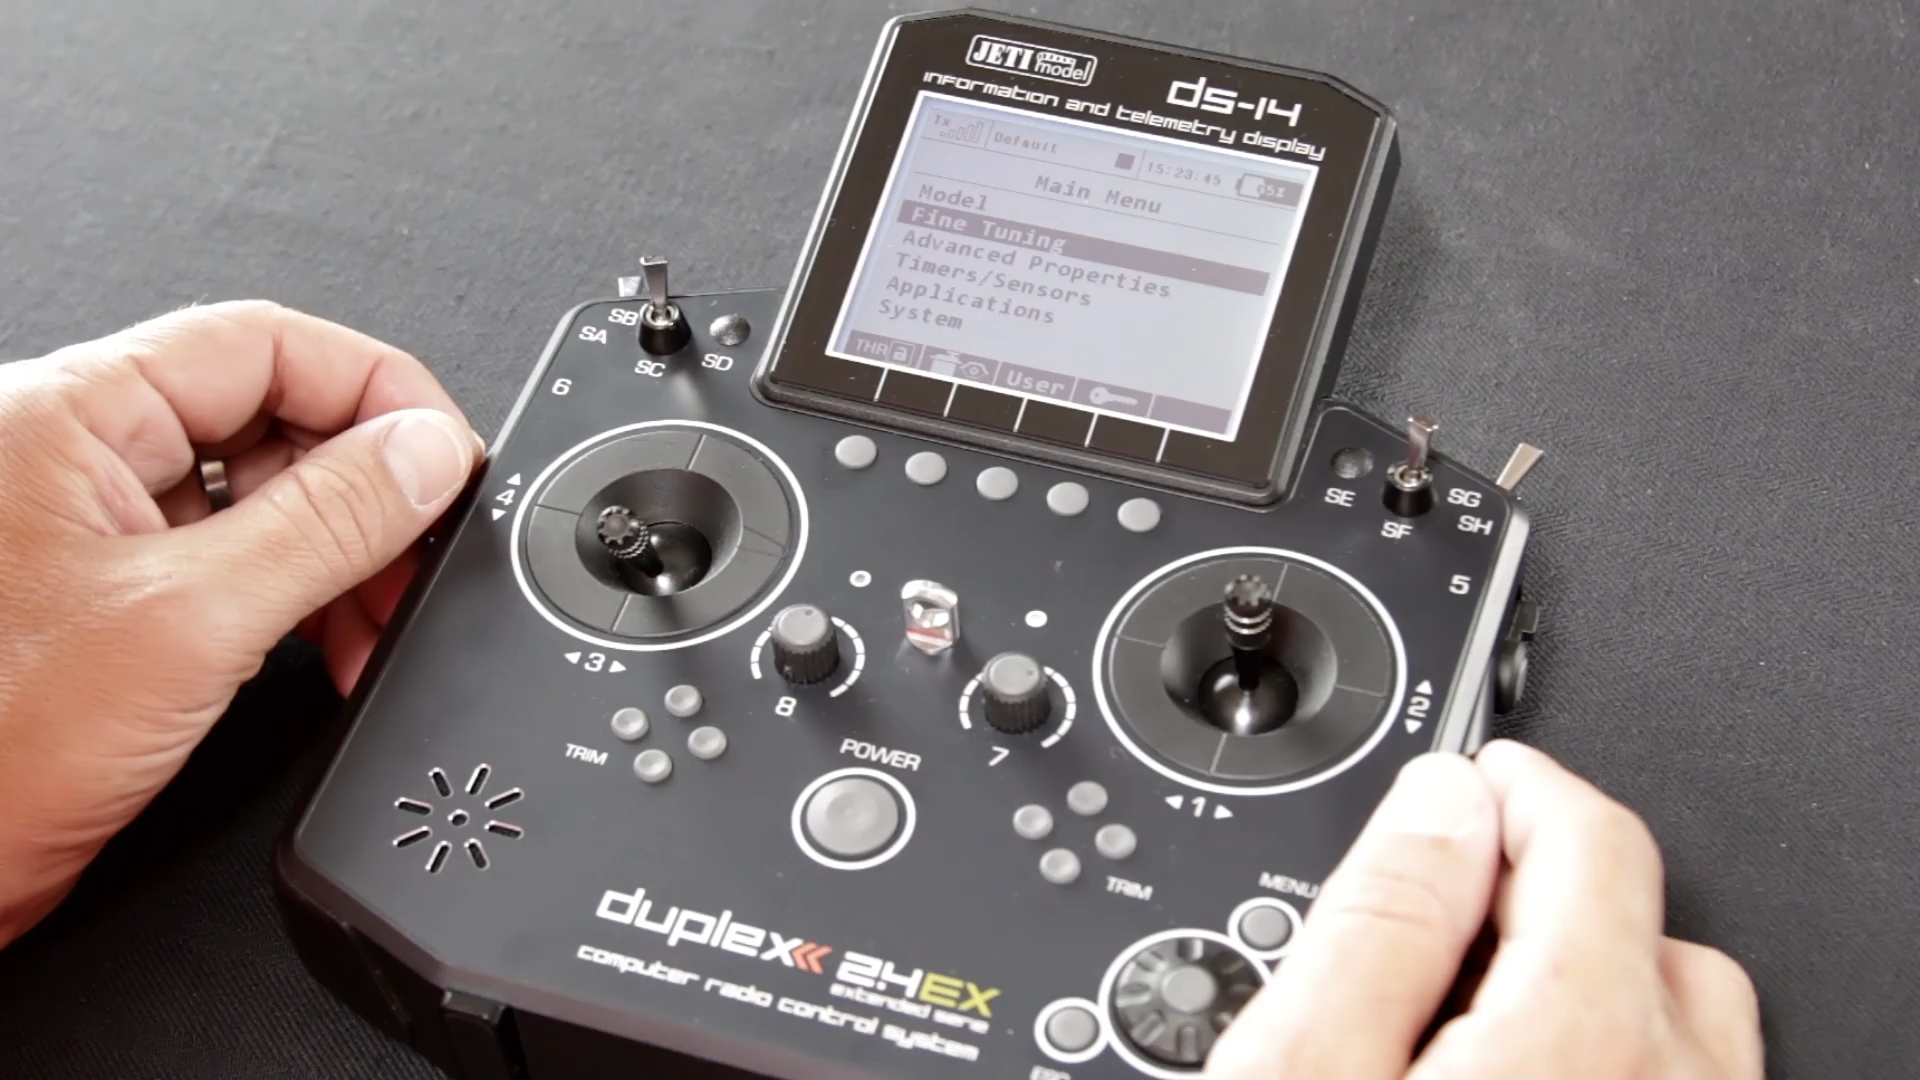 JETI model
ds-14
information and telemetry display
Tx Default 15:23:45
Main Menu
Model
Fine Tuning
Advanced Properties
Timers/Sensors
Applications
System
THR a User
SB
SA
SC
SD
6
4
3
8
TRIM
POWER
7
SE
SG
SF
SH
5
2
1
TRIM
MENU
duplex 2.4EX
extended serie
computer radio control system